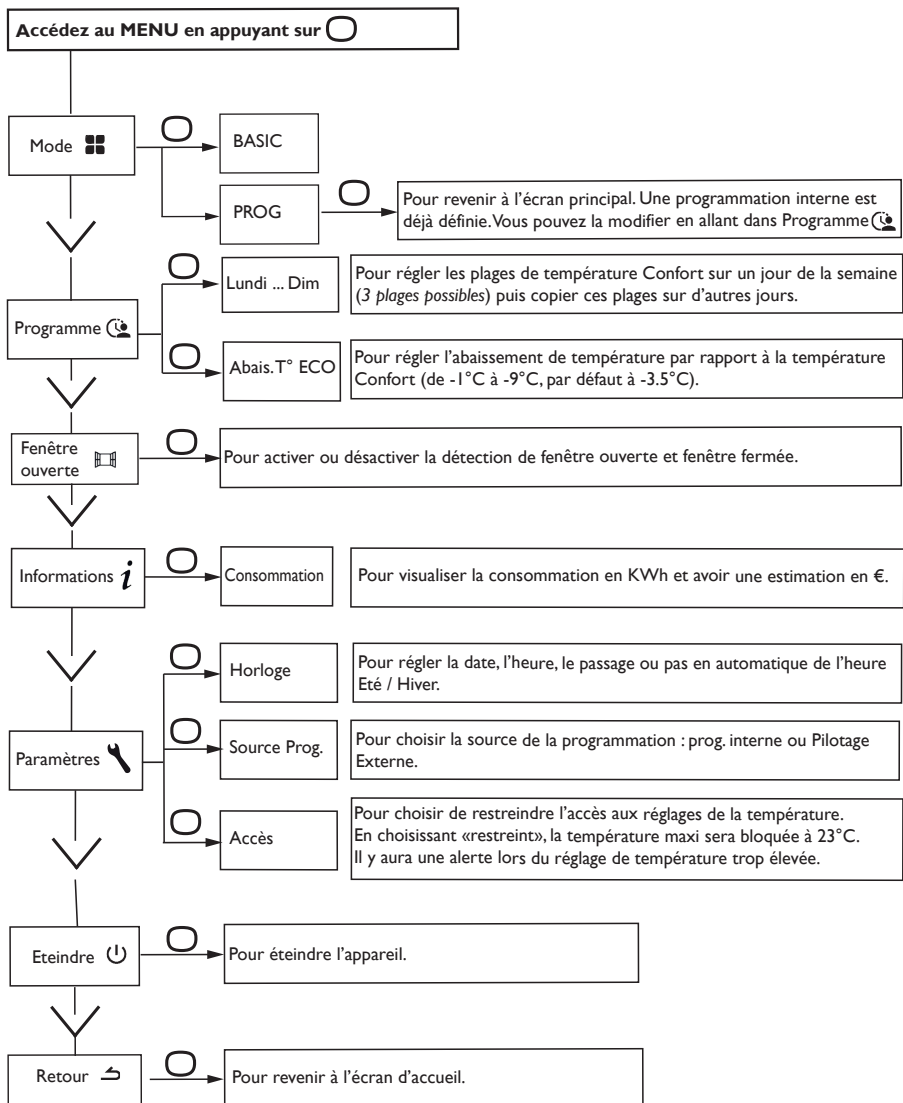 Accédez au MENU en appuyant sur
Mode
BASIC
PROG
Pour revenir à l'écran principal. Une programmation interne est
déjà définie. Vous pouvez la modifier en allant dans Programme
Programme
Lundi ... Dim
Pour régler les plages de température Confort sur un jour de la semaine
(3 plages possibles) puis copier ces plages sur d'autres jours.
Abais. T° ECO
Pour régler l'abaissement de température par rapport à la température
Confort (de -1°C à -9°C, par défaut à -3.5°C).
Fenêtre
ouverte
Pour activer ou désactiver la détection de fenêtre ouverte et fenêtre fermée.
Informations i
Consommation
Pour visualiser la consommation en KWh et avoir une estimation en €.
Paramètres
Horloge
Pour régler la date, l'heure, le passage ou pas en automatique de l'heure
Eté / Hiver.
Source Prog.
Pour choisir la source de la programmation : prog. interne ou Pilotage
Externe.
Accès
Pour choisir de restreindre l'accès aux réglages de la température.
En choisissant «restreint», la température maxi sera bloquée à 23°C.
Il y aura une alerte lors du réglage de température trop élevée.
Eteindre
Pour éteindre l'appareil.
Retour
Pour revenir à l'écran d'accueil.